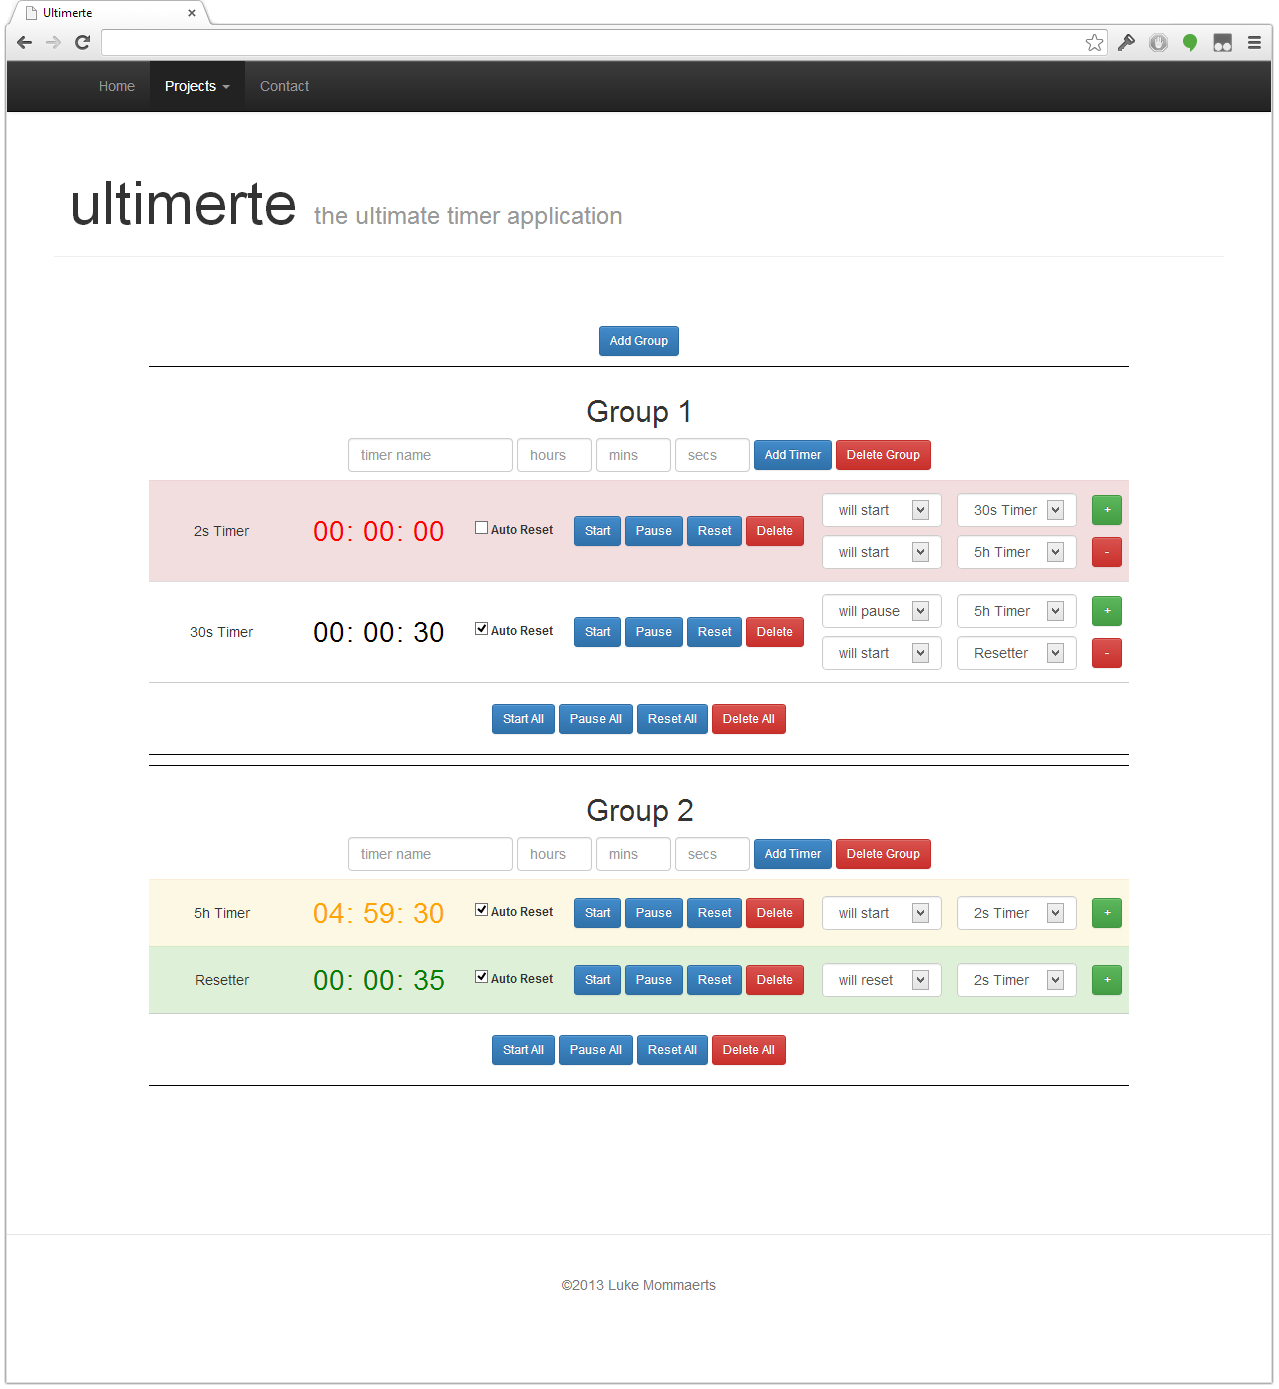 Ultimerte
Home Projects Contact
ultimerte the ultimate timer application
Add Group
Group 1
timer name hours mins secs Add Timer Delete Group
2s Timer 00: 00: 00 Auto Reset Start Pause Reset Delete will start 30s Timer +
will start 5h Timer -
30s Timer 00: 00: 30 Auto Reset Start Pause Reset Delete will pause 5h Timer +
will start Resetter -
Start All Pause All Reset All Delete All
Group 2
timer name hours mins secs Add Timer Delete Group
5h Timer 04: 59: 30 Auto Reset Start Pause Reset Delete will start 2s Timer +
Resetter 00: 00: 35 Auto Reset Start Pause Reset Delete will reset 2s Timer +
Start All Pause All Reset All Delete All
©2013 Luke Mommaerts